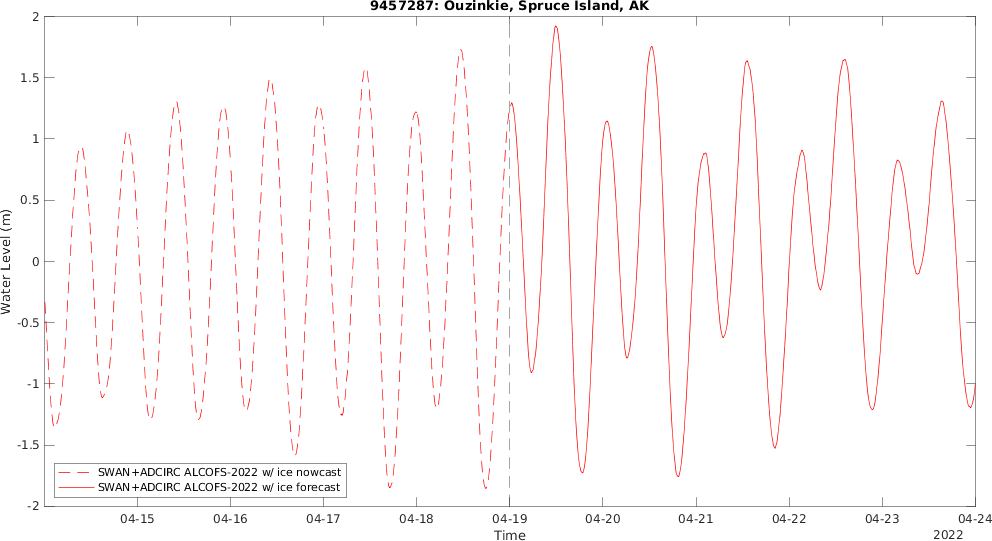 9457287: Ouzinkie, Spruce Island, AK
2
1.5
1
0.5
0
-0.5
-1
-1.5
-2
Water Level (m)
SWAN+ADCIRC ALCOFS-2022 w/ ice nowcast
SWAN+ADCIRC ALCOFS-2022 w/ ice forecast
04-15 04-16 04-17 04-18 04-19 04-20 04-21 04-22 04-23 04-24
Time
2022